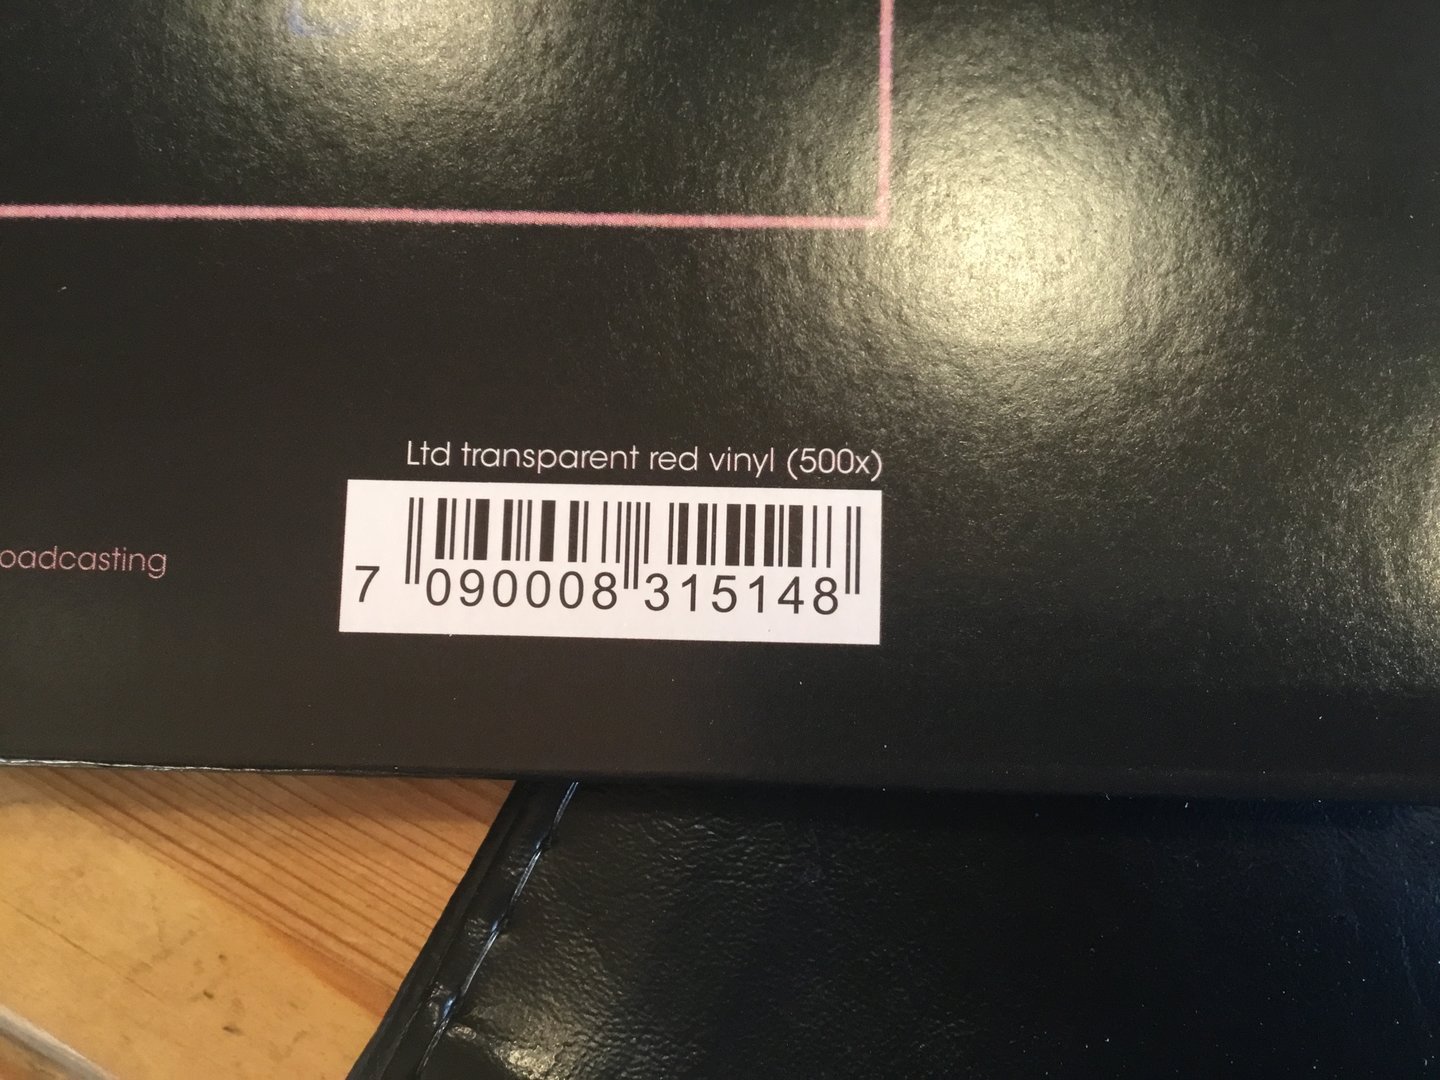 Ltd transparent red vinyl (500x)
oadcasting
7 090008 315148